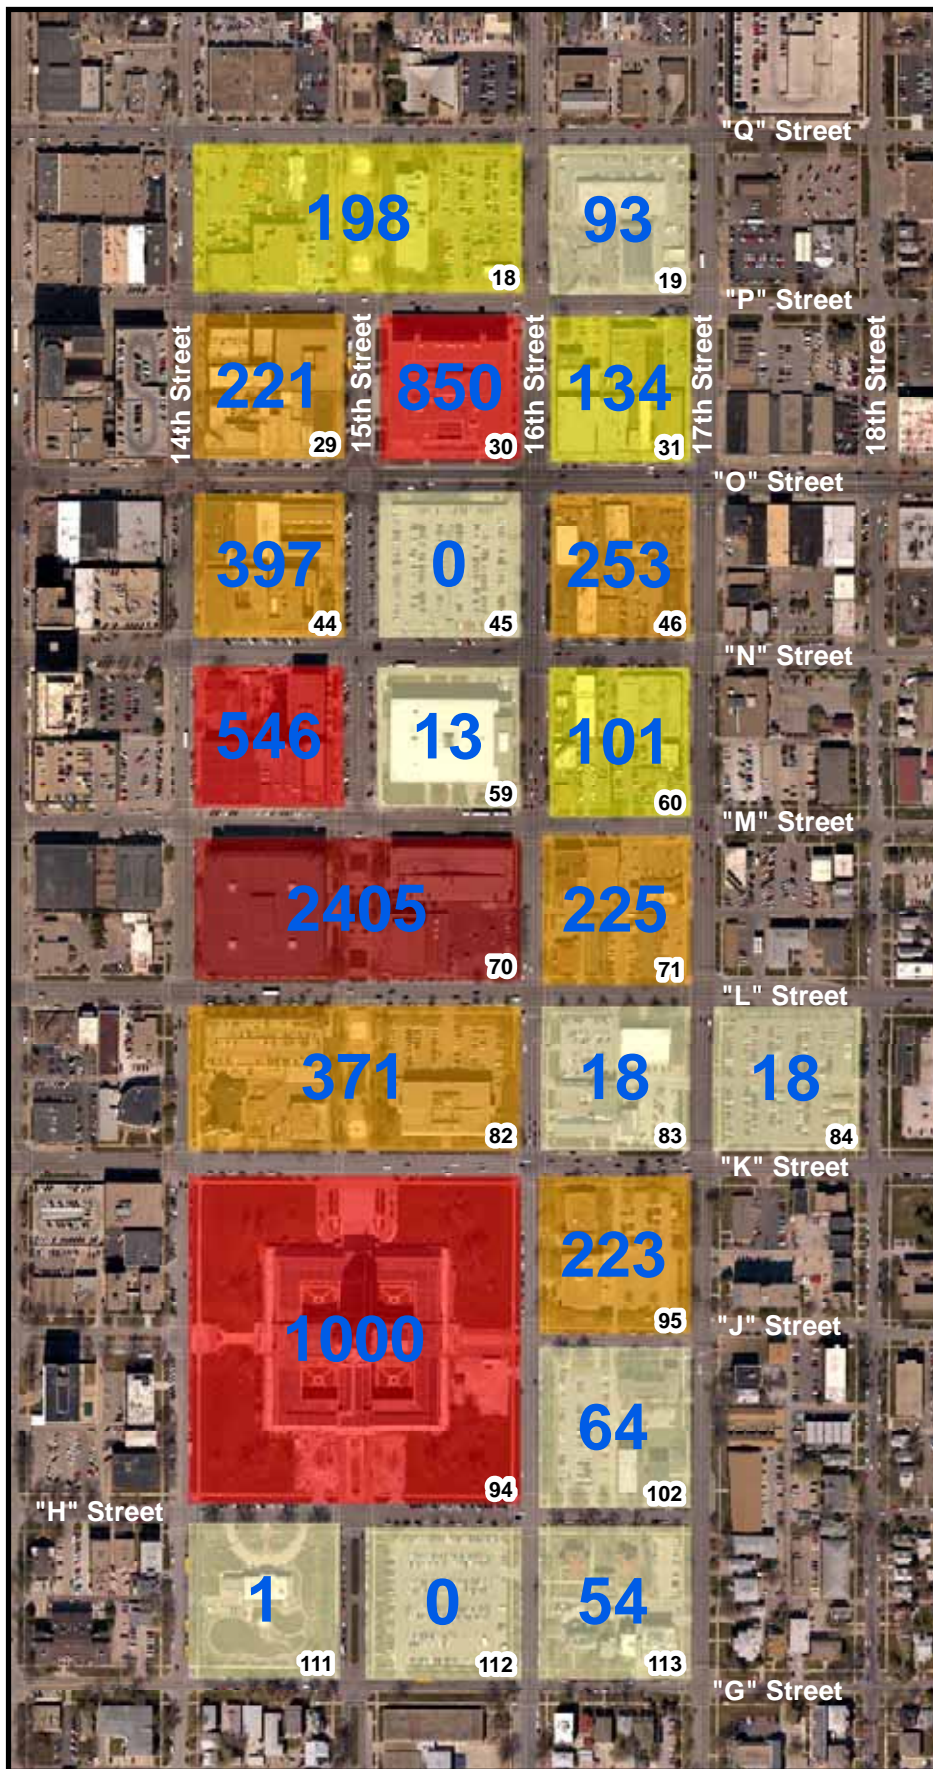 "Q" Street
198
18
93
19
"P" Street
14th Street
221
29
15th Street
850
30
16th Street
134
31
17th Street
18th Street
"O" Street
397
44
0
45
253
46
"N" Street
546
13
59
101
60
"M" Street
2405
70
225
71
"L" Street
371
82
18
83
18
84
"K" Street
1000
94
223
95
"J" Street
64
102
"H" Street
1
111
0
112
54
113
"G" Street